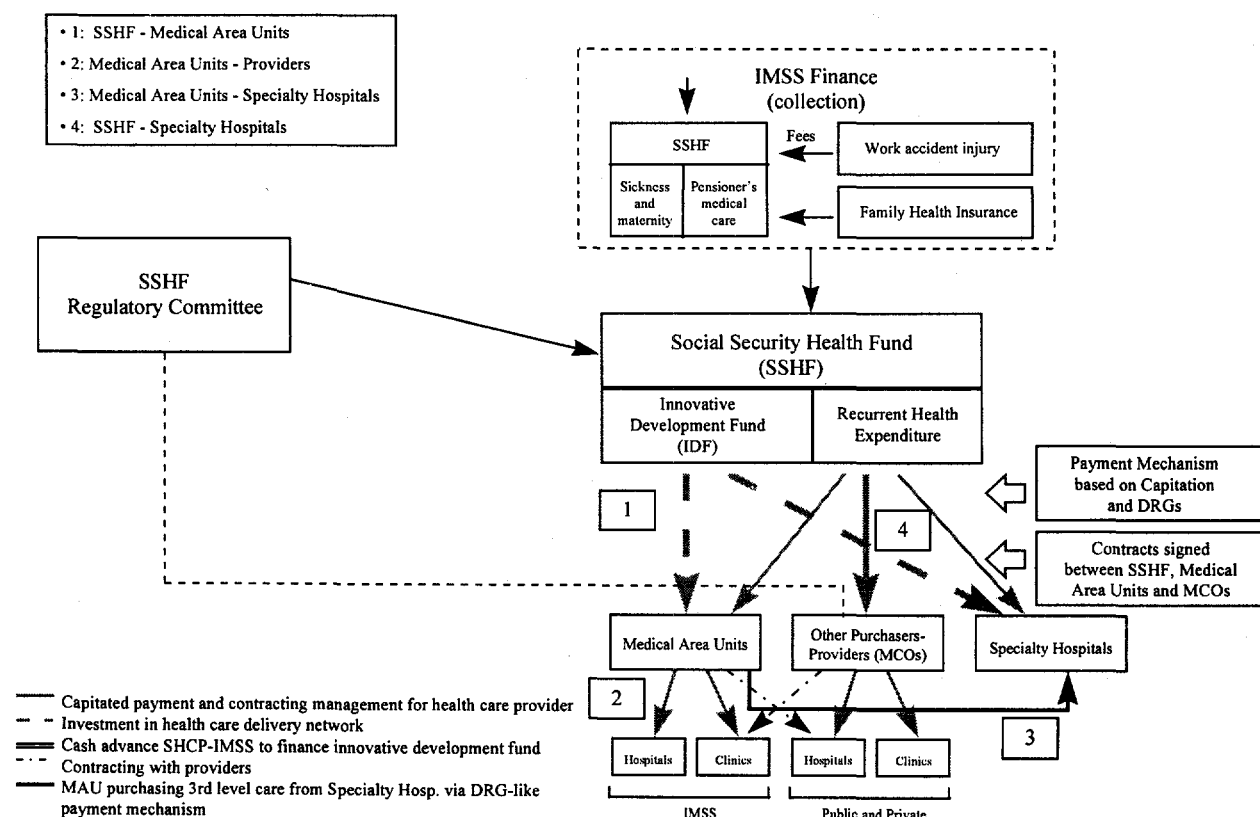 • 1: SSHF - Medical Area Units
• 2: Medical Area Units - Providers
• 3: Medical Area Units - Specialty Hospitals
• 4: SSHF - Specialty Hospitals
IMSS Finance
(collection)
SSHF
Sickness
and
maternity
Pensioner's
medical
care
Fees
Work accident injury
Family Health Insurance
SSHF
Regulatory Committee
Social Security Health Fund
(SSHF)
Innovative
Development Fund
(IDF)
Recurrent Health
Expenditure
1
4
Payment Mechanism
based on Capitation
and DRGs
Contracts signed
between SSHF, Medical
Area Units and MCOs
Medical Area Units
Other Purchasers-
Providers (MCOs)
Specialty Hospitals
2
3
Hospitals
Clinics
Hospitals
Clinics
IMSS
Public and Private
Capitated payment and contracting management for health care provider
Investment in health care delivery network
Cash advance SHCP-IMSS to finance innovative development fund
Contracting with providers
MAU purchasing 3rd level care from Specialty Hosp. via DRG-like
payment mechanism